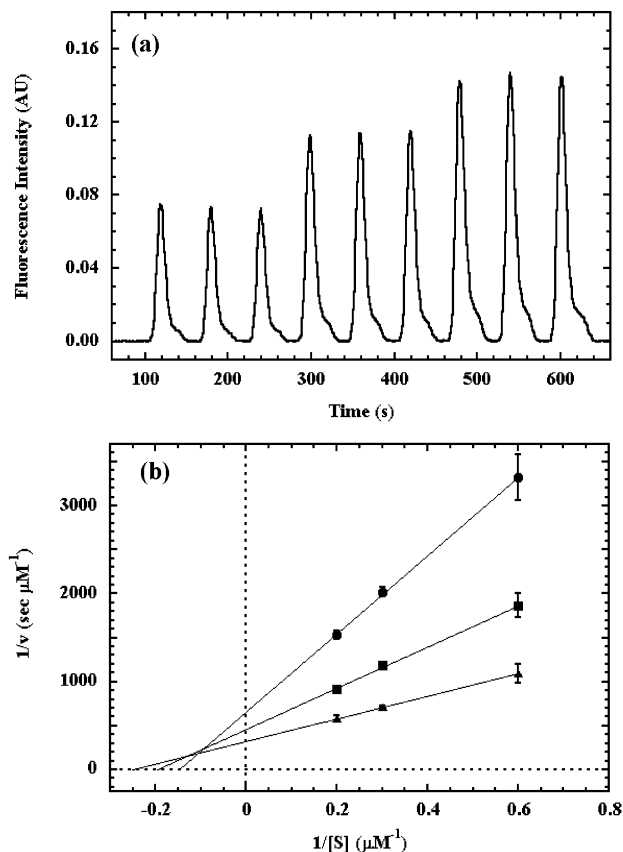 (a)
Fluorescence Intensity (AU)
0.16
0.12
0.08
0.04
0.00
100 200 300 400 500 600
Time (s)
(b)
1/v (sec μM⁻¹)
3000
2000
1000
0
-0.2 0 0.2 0.4 0.6 0.8
1/[S] (μM⁻¹)